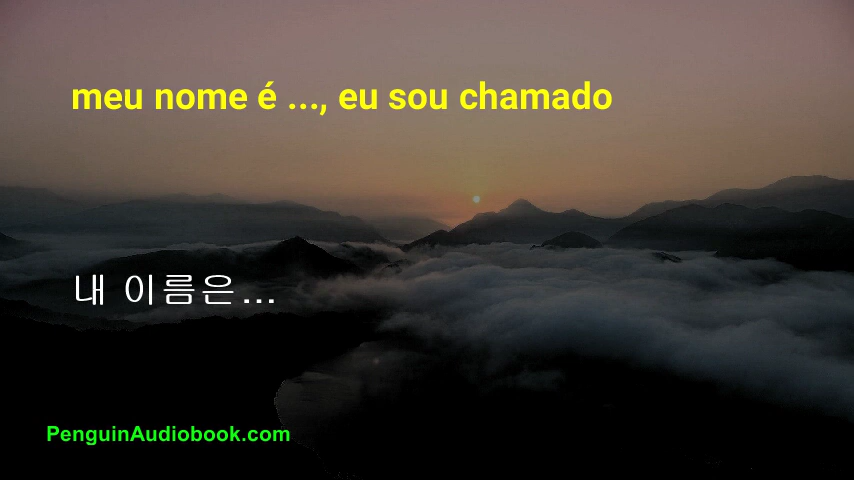 meu nome é ..., eu sou chamado
내 이름은...
PenguinAudiobook.com